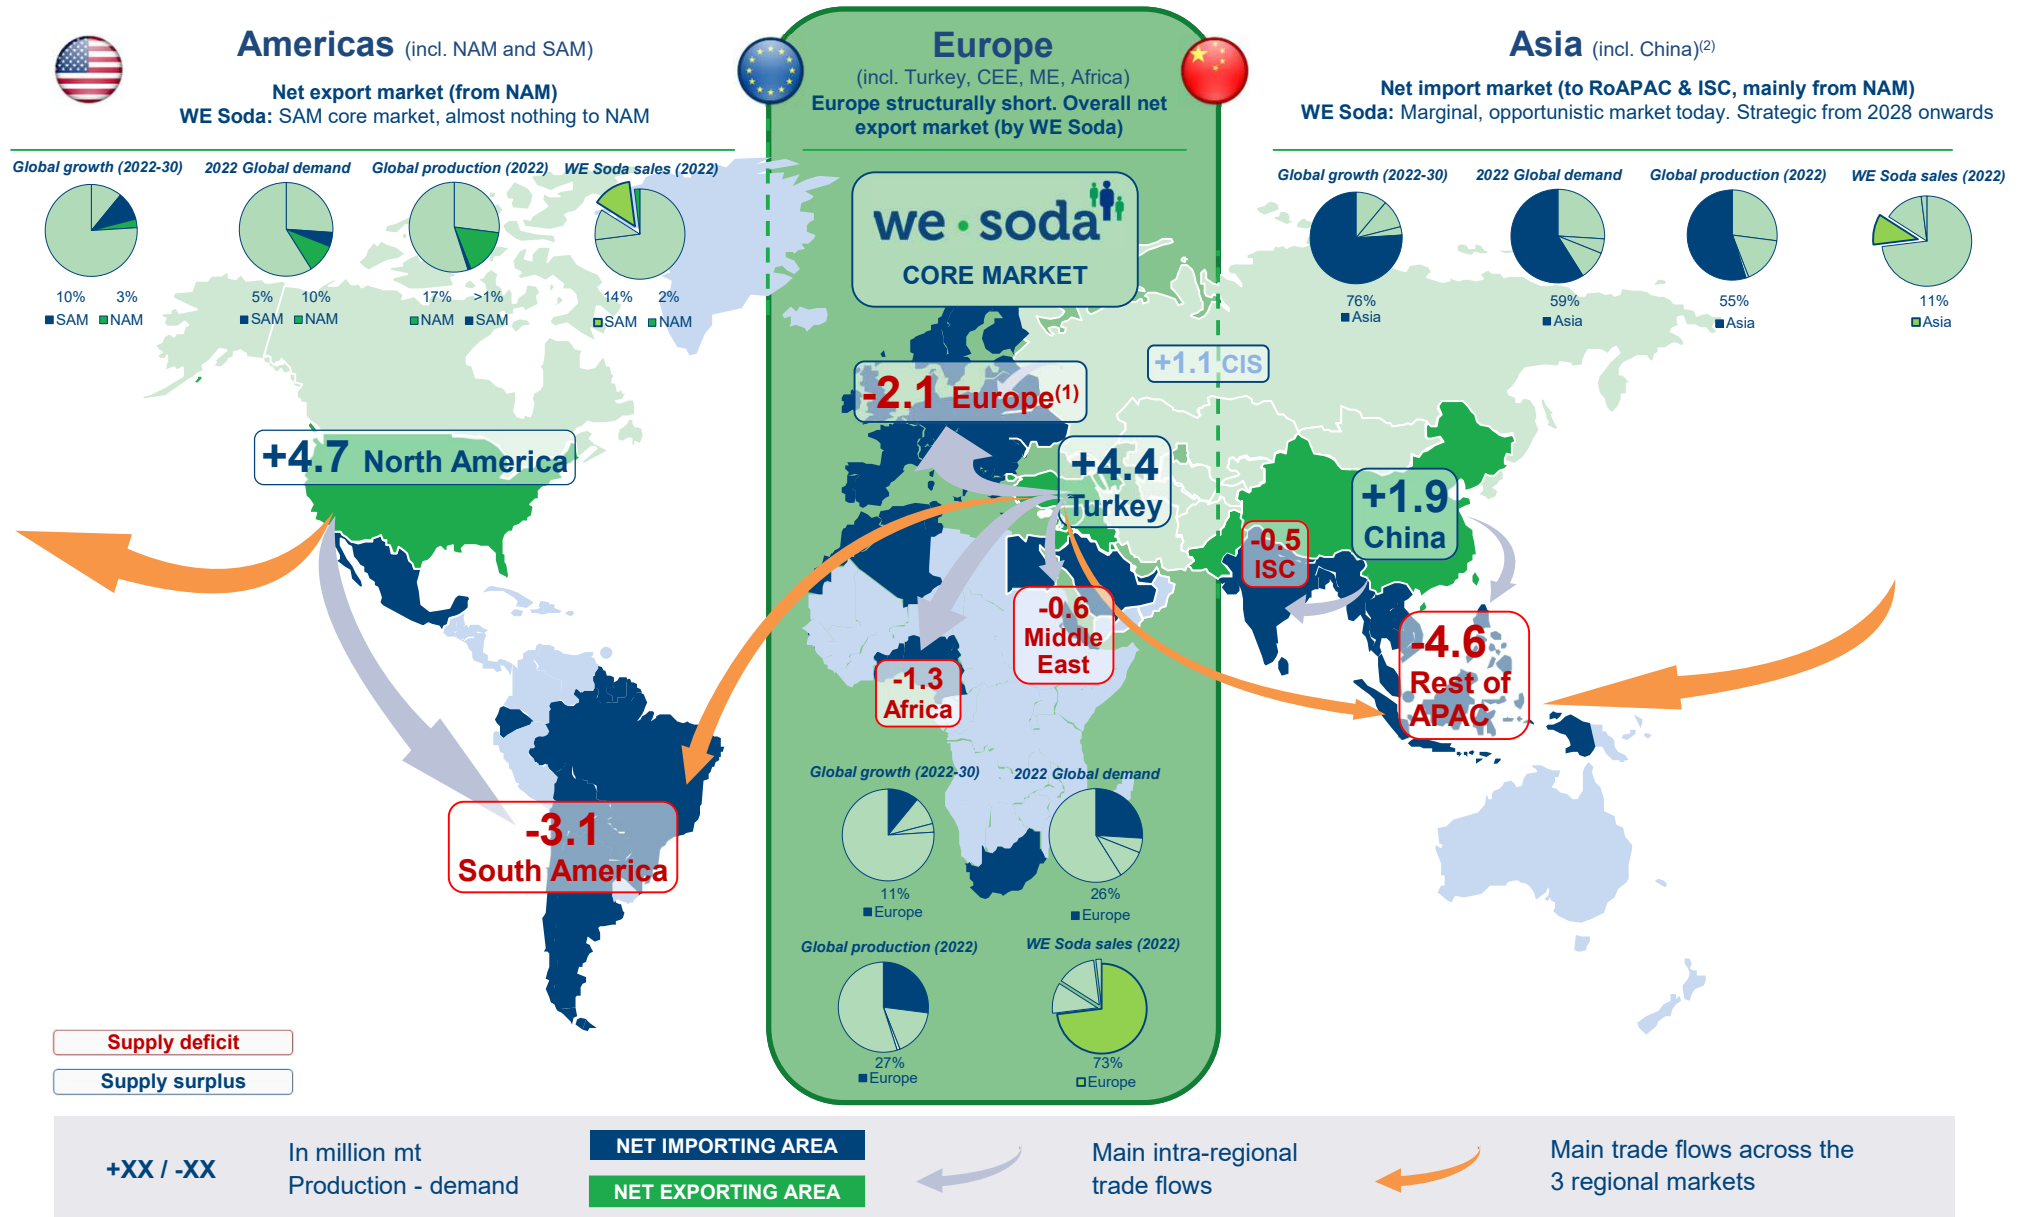 Americas (incl. NAM and SAM)
Net export market (from NAM)
WE Soda: SAM core market, almost nothing to NAM
Global growth (2022-30)
10% 3%
SAM NAM
2022 Global demand
5% 10%
SAM NAM
Global production (2022)
17% >1%
NAM SAM
WE Soda sales (2022)
14% 2%
SAM NAM
Europe
(incl. Turkey, CEE, ME, Africa)
Europe structurally short. Overall net
export market (by WE Soda)
we soda
CORE MARKET
Asia (incl. China)(2)
Net import market (to RoAPAC & ISC, mainly from NAM)
WE Soda: Marginal, opportunistic market today. Strategic from 2028 onwards
Global growth (2022-30)
76%
Asia
2022 Global demand
59%
Asia
Global production (2022)
55%
Asia
WE Soda sales (2022)
11%
Asia
+4.7 North America
-3.1
South America
-2.1 Europe(1)
+1.1 CIS
+4.4
Turkey
-0.6
Middle
East
-1.3
Africa
+1.9
China
-0.5
ISC
-4.6
Rest of
APAC
Global growth (2022-30)
11%
Europe
2022 Global demand
26%
Europe
Global production (2022)
27%
Europe
WE Soda sales (2022)
73%
Europe
Supply deficit
Supply surplus
+XX / -XX
In million mt
Production - demand
NET IMPORTING AREA
NET EXPORTING AREA
Main intra-regional
trade flows
Main trade flows across the
3 regional markets